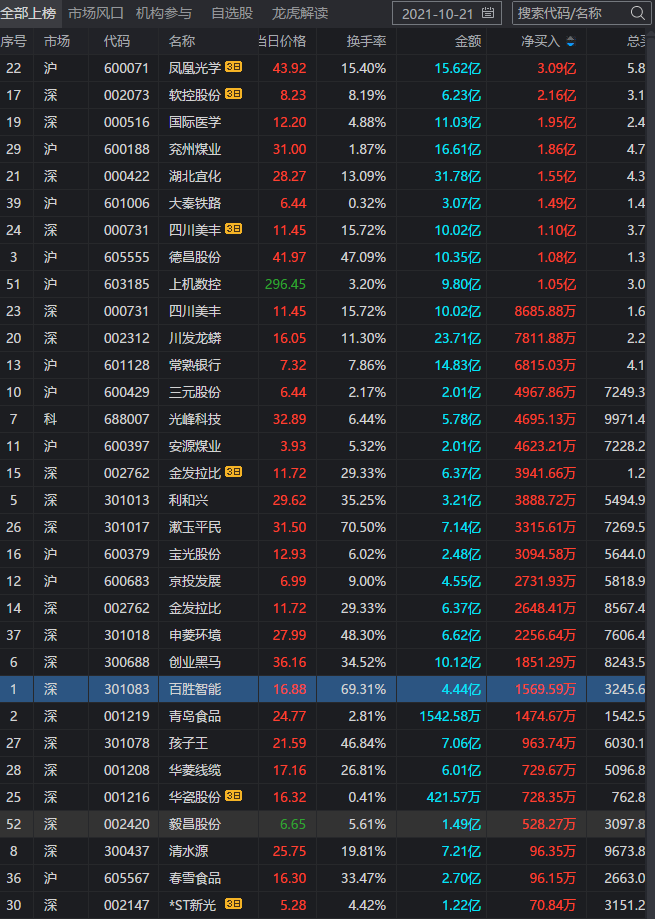 全部上榜 市场风口 机构参与 自选股 龙虎解读 2021-10-21 搜索代码/名称
序号 市场 代码 名称 当日价格 换手率 金额 净买入 总买
22 沪 600071 凤凰光学 3日 43.92 15.40% 15.62亿 3.09亿 5.8
17 深 002073 软控股份 3日 8.23 8.19% 6.23亿 2.16亿 3.1
19 深 000516 国际医学 12.20 4.88% 11.03亿 1.95亿 2.4
29 沪 600188 兖州煤业 31.00 1.87% 16.61亿 1.86亿 4.7
21 深 000422 湖北宜化 28.27 13.09% 31.78亿 1.55亿 4.3
39 沪 601006 大秦铁路 6.44 0.32% 3.07亿 1.49亿 1.4
24 深 000731 四川美丰 3日 11.45 15.72% 10.02亿 1.10亿 3.7
3 沪 605555 德昌股份 41.97 47.09% 10.35亿 1.08亿 1.3
51 沪 603185 上机数控 296.45 3.20% 9.80亿 1.05亿 3.0
23 深 000731 四川美丰 11.45 15.72% 10.02亿 8685.88万 1.6
20 深 002312 川发龙蟒 16.05 11.30% 23.71亿 7811.88万 2.2
13 沪 601128 常熟银行 7.32 7.86% 14.83亿 6815.03万 4.1
10 沪 600429 三元股份 6.44 2.17% 2.01亿 4967.86万 7249.3
7 科 688007 光峰科技 32.89 6.44% 5.78亿 4695.13万 9971.4
11 沪 600397 安源煤业 3.93 5.32% 2.01亿 4623.21万 7228.2
15 深 002762 金发拉比 3日 11.72 29.33% 6.37亿 3941.66万 1.2
5 深 301013 利和兴 29.62 35.25% 3.21亿 3888.72万 5494.9
26 深 301017 漱玉平民 31.50 70.50% 7.14亿 3315.61万 7269.5
16 沪 600379 宝光股份 12.93 6.02% 2.48亿 3094.58万 5644.0
12 沪 600683 京投发展 6.99 9.00% 4.55亿 2731.93万 5818.9
14 深 002762 金发拉比 11.72 29.33% 6.37亿 2648.41万 8567.4
37 深 301018 申菱环境 27.99 48.30% 6.62亿 2256.64万 7606.4
6 深 300688 创业黑马 36.16 34.52% 10.12亿 1851.29万 8243.5
1 深 301083 百胜智能 16.88 69.31% 4.44亿 1569.59万 3245.6
2 深 001219 青岛食品 24.77 2.81% 1542.58万 1474.67万 1542.5
27 深 301078 孩子王 21.59 46.84% 7.06亿 963.74万 6030.1
28 深 001208 华菱线缆 17.16 26.81% 6.01亿 729.67万 5096.8
25 深 001216 华瓷股份 3日 16.32 0.41% 421.57万 728.35万 762.8
52 深 002420 毅昌股份 6.65 5.61% 1.49亿 528.27万 3097.8
8 深 300437 清水源 25.75 19.81% 7.21亿 96.35万 9673.8
36 沪 605567 春雪食品 16.30 33.47% 2.70亿 96.15万 2663.0
30 深 002147 *ST新光 3日 5.28 4.42% 1.22亿 70.84万 3151.2